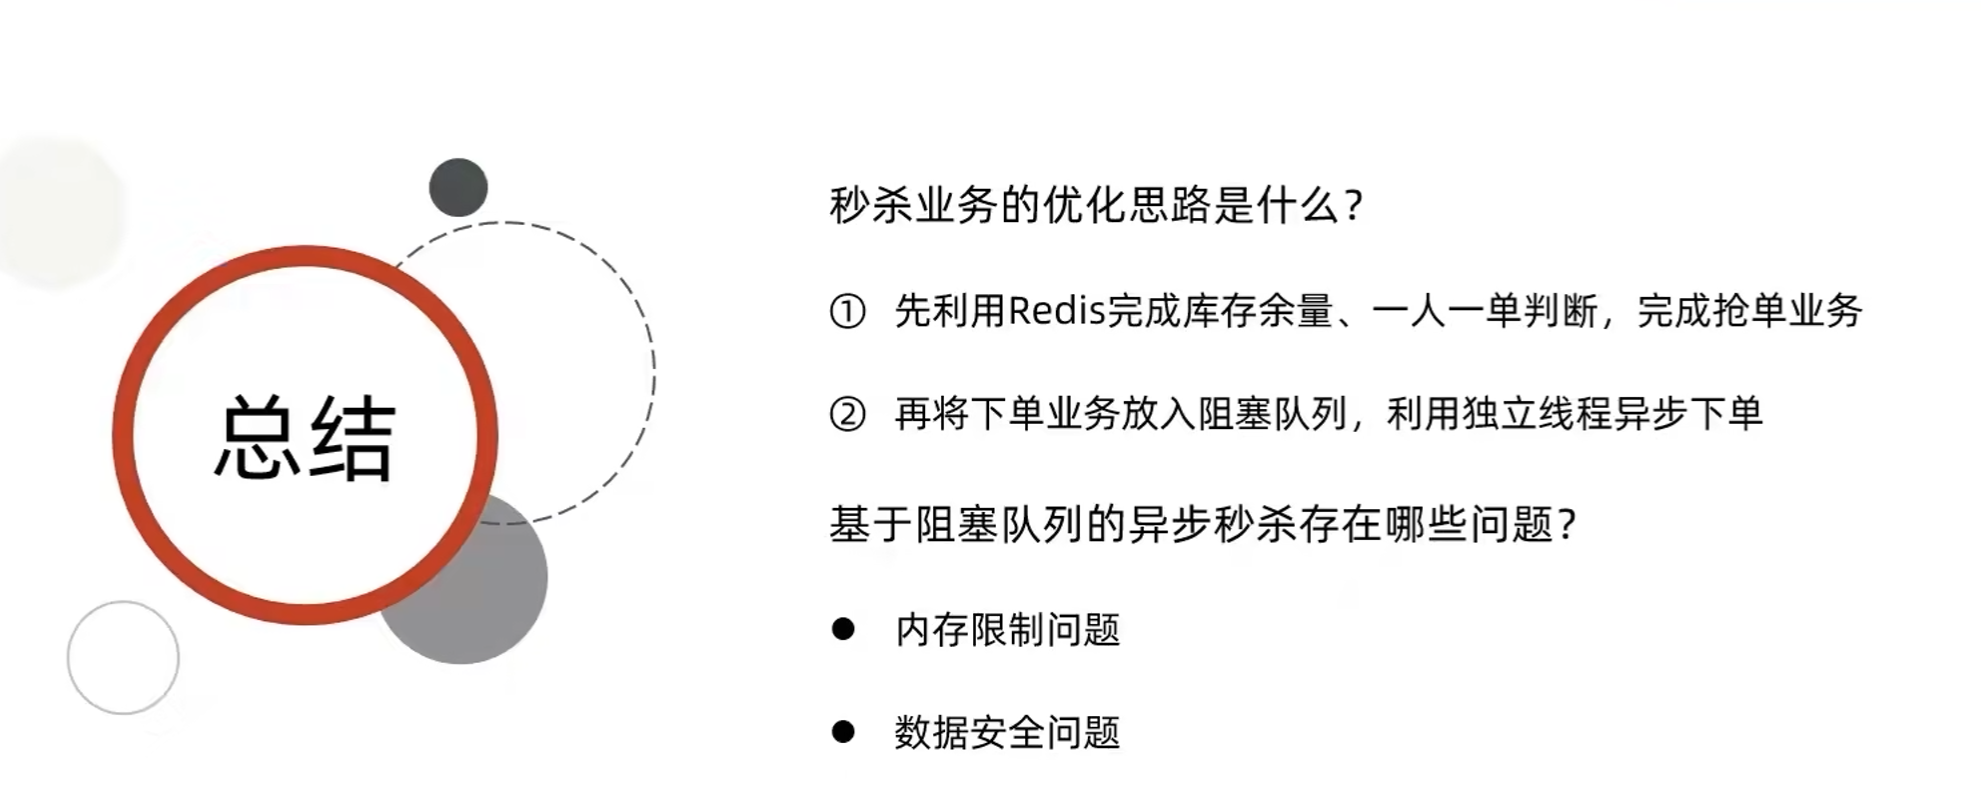 总结
秒杀业务的优化思路是什么？
① 先利用Redis完成库存余量、一人一单判断，完成抢单业务
② 再将下单业务放入阻塞队列，利用独立线程异步下单
基于阻塞队列的异步秒杀存在哪些问题？
● 内存限制问题
● 数据安全问题